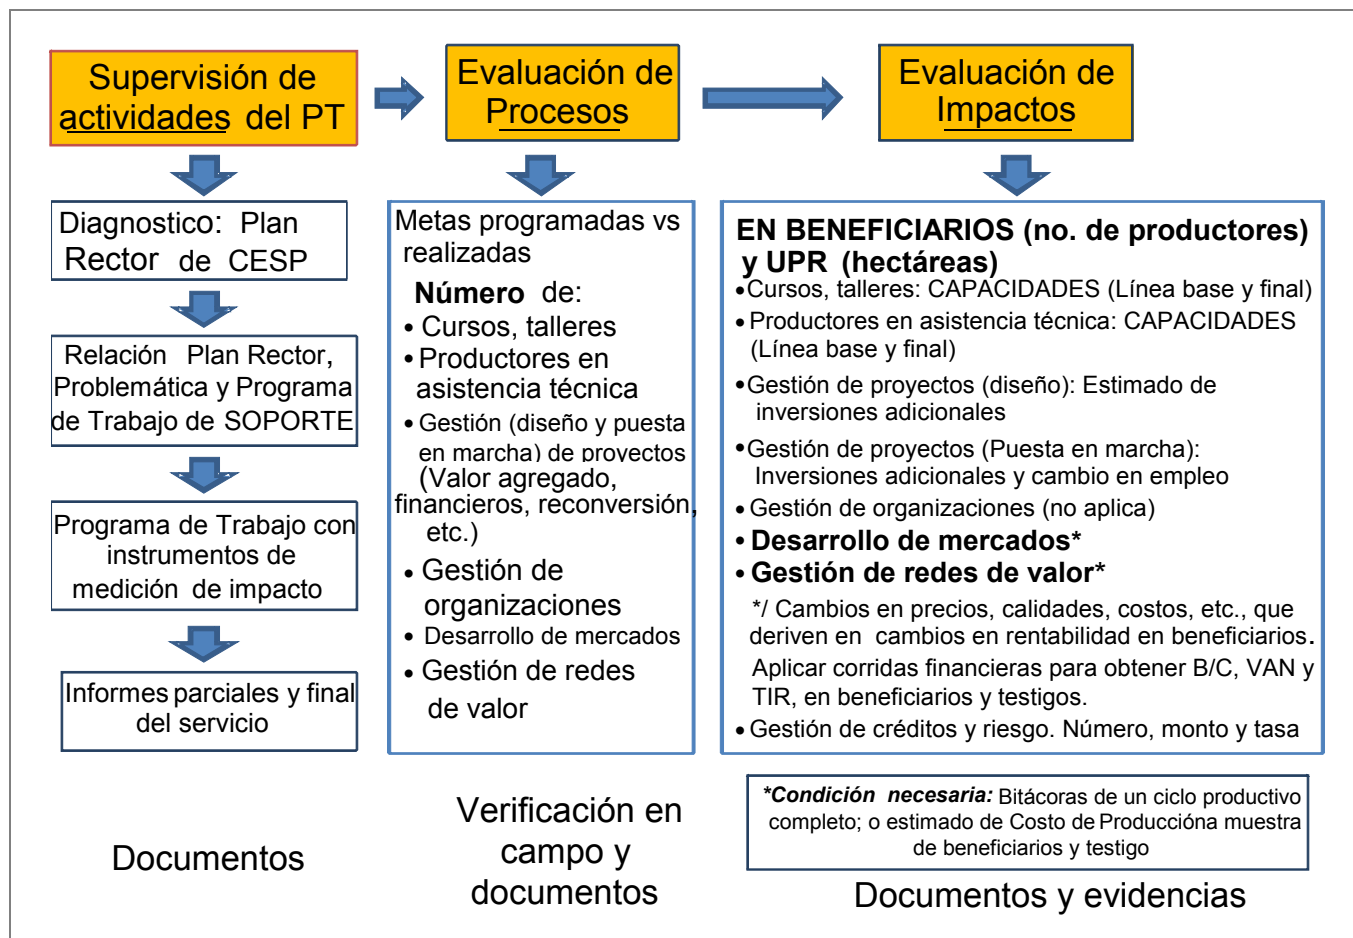 Supervisión de
actividades del PT
Evaluación de
Procesos
Evaluación de
Impactos
Diagnostico: Plan
Rector de CESP
Relación Plan Rector,
Problemática y Programa
de Trabajo de SOPORTE
Programa de Trabajo con
instrumentos de
medición de impacto
Informes parciales y final
del servicio
Documentos
Metas programadas vs
realizadas
Número de:
• Cursos, talleres
• Productores en
asistencia técnica
• Gestión (diseño y puesta
en marcha) de proyectos
(Valor agregado,
financieros, reconversión,
etc.)
• Gestión de
organizaciones
• Desarrollo de mercados
• Gestión de redes
de valor
Verificación en
campo y
documentos
EN BENEFICIARIOS (no. de productores)
y UPR (hectáreas)
• Cursos, talleres: CAPACIDADES (Línea base y final)
• Productores en asistencia técnica: CAPACIDADES
(Línea base y final)
• Gestión de proyectos (diseño): Estimado de
inversiones adicionales
• Gestión de proyectos (Puesta en marcha):
Inversiones adicionales y cambio en empleo
• Gestión de organizaciones (no aplica)
• Desarrollo de mercados*
• Gestión de redes de valor*
*/ Cambios en precios, calidades, costos, etc., que
deriven en cambios en rentabilidad en beneficiarios.
Aplicar corridas financieras para obtener B/C, VAN y
TIR, en beneficiarios y testigos.
• Gestión de créditos y riesgo. Número, monto y tasa
*Condición necesaria: Bitácoras de un ciclo productivo
completo; o estimado de Costo de Produccióna muestra
de beneficiarios y testigo
Documentos y evidencias